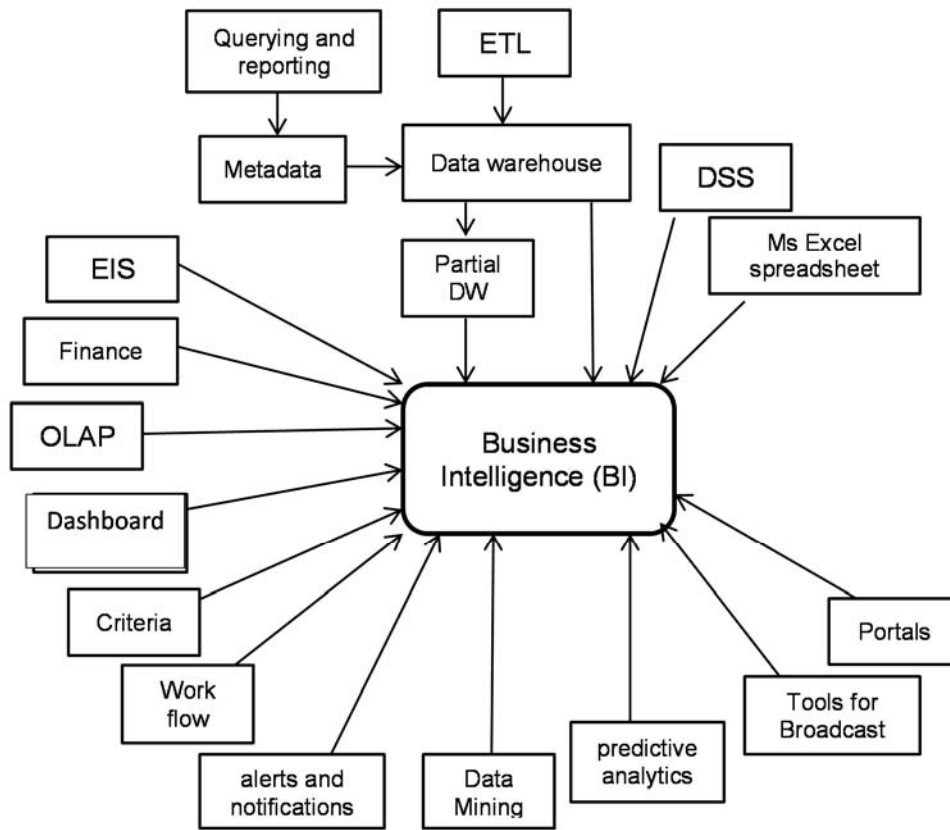 Querying and
reporting
ETL
Metadata
Data warehouse
DSS
Ms Excel
spreadsheet
Partial
DW
EIS
Finance
OLAP
Business
Intelligence (BI)
Dashboard
Criteria
Portals
Work
flow
Tools for
Broadcast
alerts and
notifications
Data
Mining
predictive
analytics